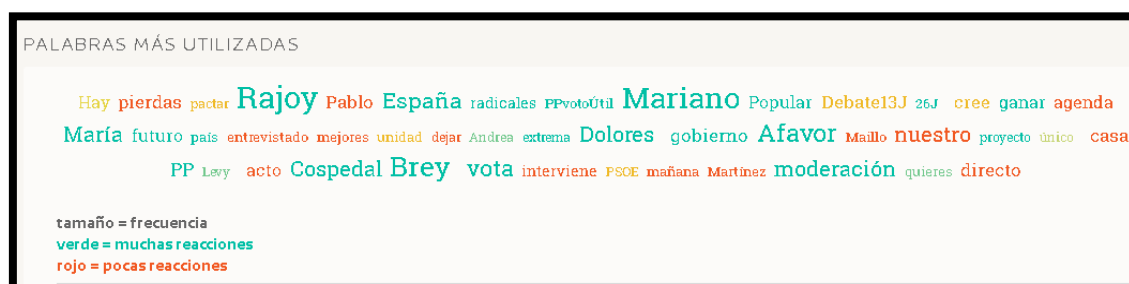 PALABRAS MÁS UTILIZADAS
Hay pierdas pactar Rajoy Pablo España radicales PPvotoÚtil Mariano Popular Debate13J 26J cree ganar agenda
María futuro país entrevistado mejores unidad dejar Andrea extrema Dolores gobierno Afavor Maillo nuestro proyecto único casa
PP Levy acto Cospedal Brey vota interviene PSOE mañana Martínez moderación quieres directo
tamaño = frecuencia
verde = muchas reacciones
rojo = pocas reacciones